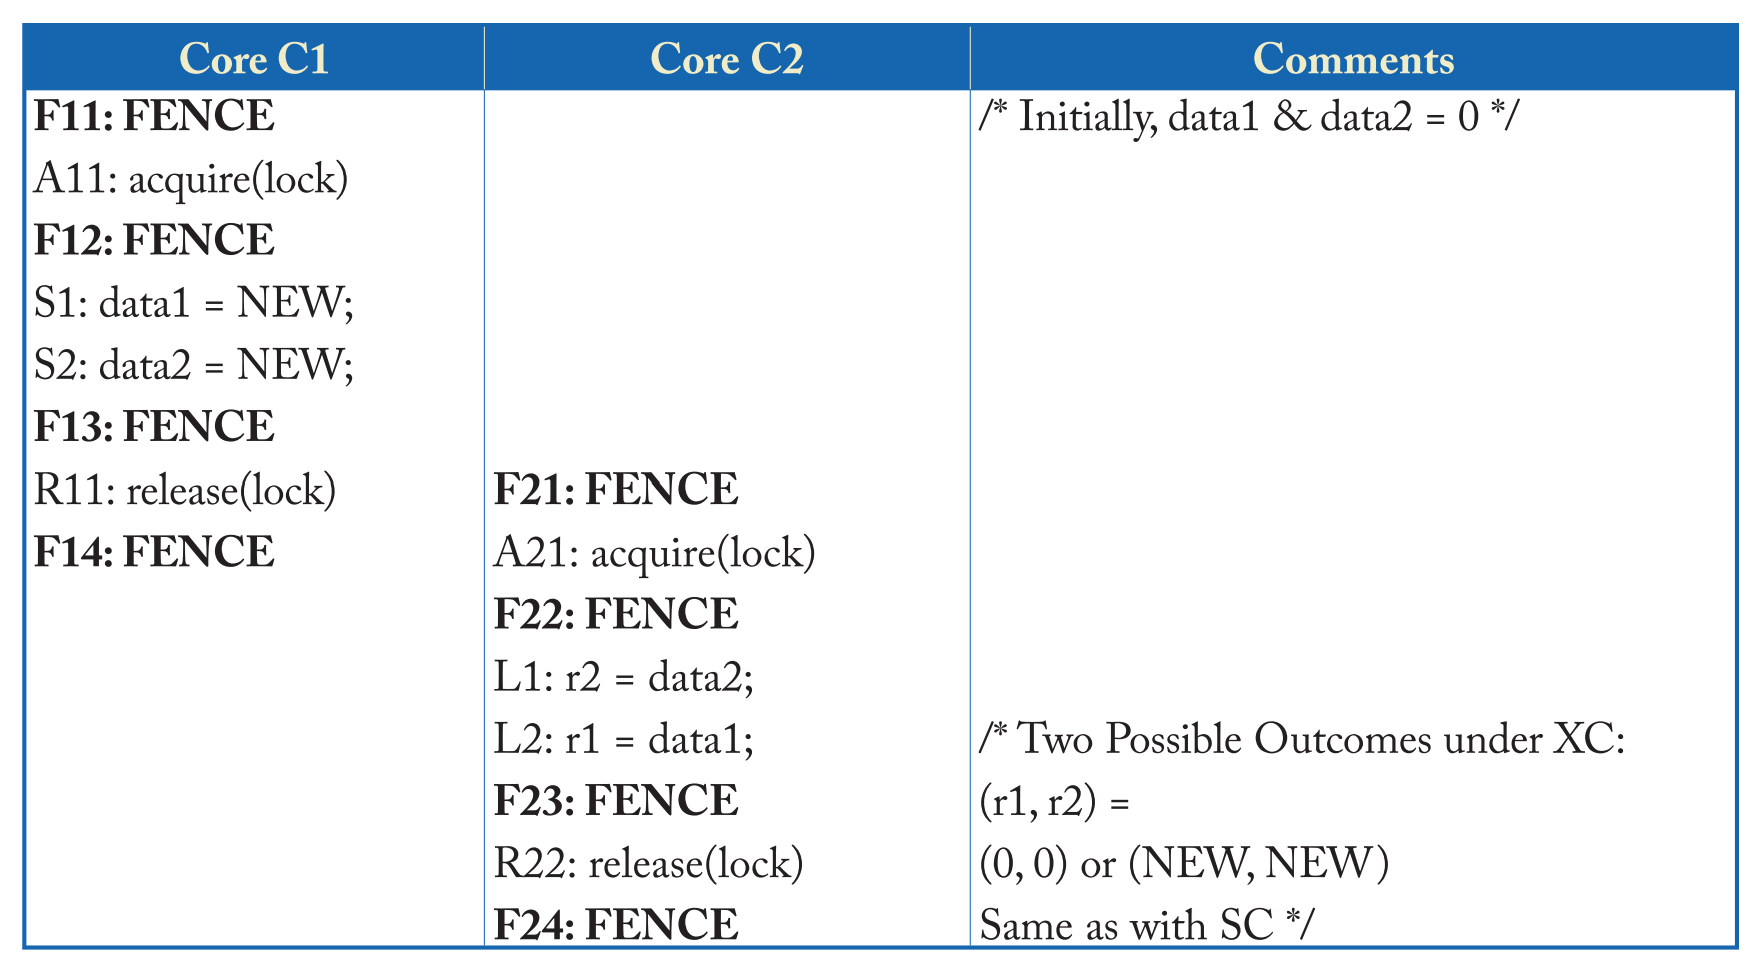 Core C1 Core C2 Comments
F11: FENCE /* Initially, data1 & data2 = 0 */
A11: acquire(lock)
F12: FENCE
S1: data1 = NEW;
S2: data2 = NEW;
F13: FENCE
R11: release(lock) F21: FENCE
F14: FENCE A21: acquire(lock)
F22: FENCE
L1: r2 = data2;
L2: r1 = data1; /* Two Possible Outcomes under XC:
F23: FENCE (r1, r2) =
R22: release(lock) (0, 0) or (NEW, NEW)
F24: FENCE Same as with SC */